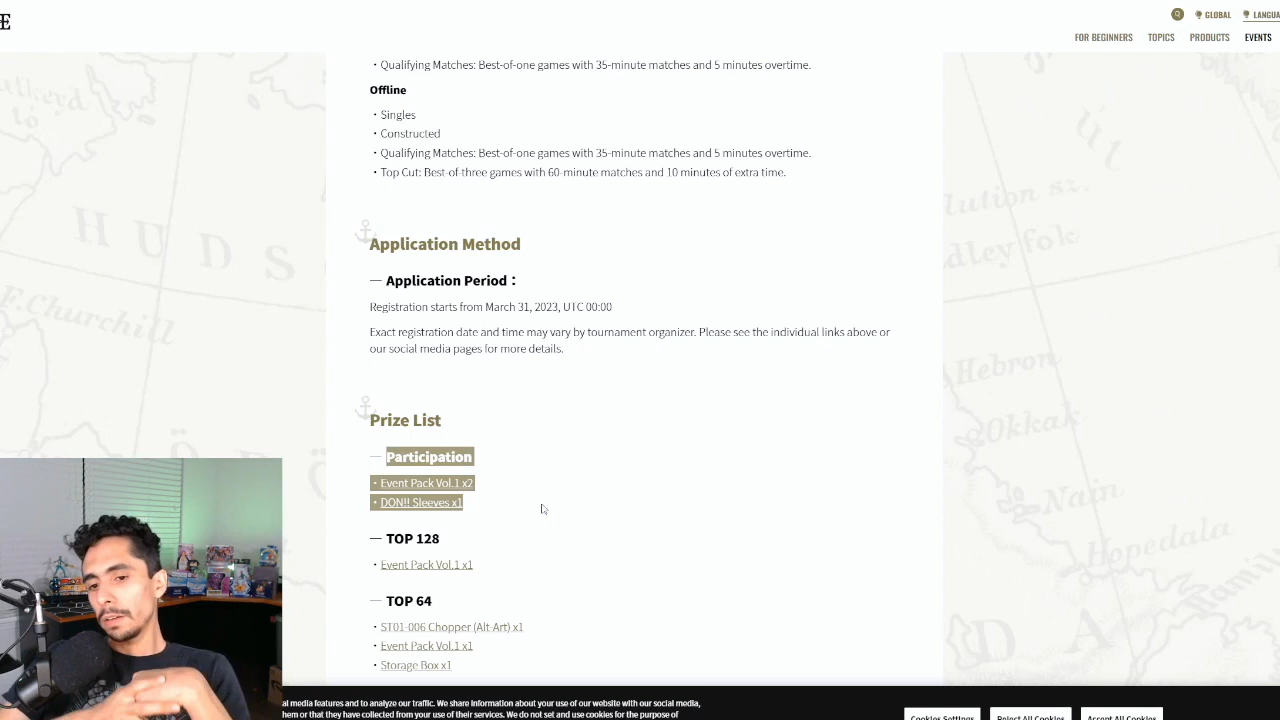 E
GLOBAL
LANGUA
FOR BEGINNERS
TOPICS
PRODUCTS
EVENTS
・Qualifying Matches: Best-of-one games with 35-minute matches and 5 minutes overtime.
Offline
・Singles
・Constructed
・Qualifying Matches: Best-of-one games with 35-minute matches and 5 minutes overtime.
・Top Cut: Best-of-three games with 60-minute matches and 10 minutes of extra time.
Application Method
Application Period：
Registration starts from March 31, 2023, UTC 00:00
Exact registration date and time may vary by tournament organizer. Please see the individual links above or
our social media pages for more details.
Prize List
Participation
・Event Pack Vol.1 x2
・DON!! Sleeves x1
TOP 128
・Event Pack Vol.1 x1
TOP 64
・ST01-006 Chopper (Alt-Art) x1
・Event Pack Vol.1 x1
・Storage Box x1
al media features and to analyze our traffic. We share information about your use of our website with our social media,
hem or that they have collected from your use of their services. We do not set and use cookies for the purpose of
Cookies Settings
Reject All Cookies
Accept All Cookies
HUDS
F.Churchill
Hebron
Okkak
Nain
Hopedala